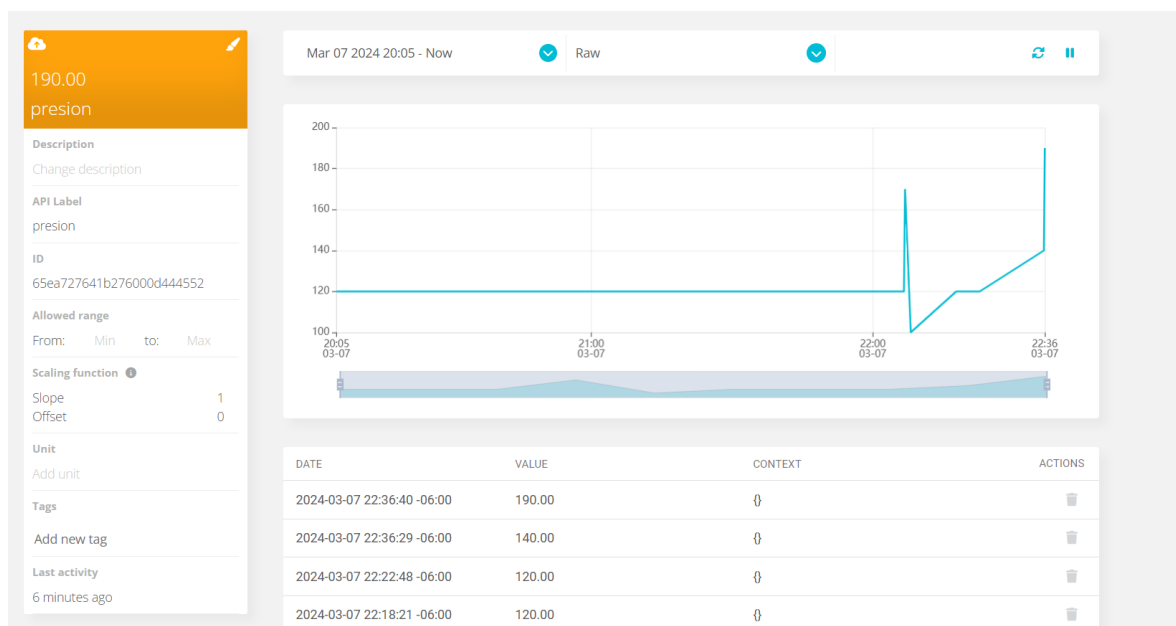 190.00
presion
Description
Change description
API Label
presion
ID
65ea727641b276000d444552
Allowed range
From: Min to: Max
Scaling function
Slope 1
Offset 0
Unit
Add unit
Tags
Add new tag
Last activity
6 minutes ago
Mar 07 2024 20:05 - Now Raw
200
180
160
140
120
100
20:05 21:00 22:00 22:36
03-07 03-07 03-07 03-07
DATE VALUE CONTEXT ACTIONS
2024-03-07 22:36:40 -06:00 190.00 {}
2024-03-07 22:36:29 -06:00 140.00 {}
2024-03-07 22:22:48 -06:00 120.00 {}
2024-03-07 22:18:21 -06:00 120.00 {}